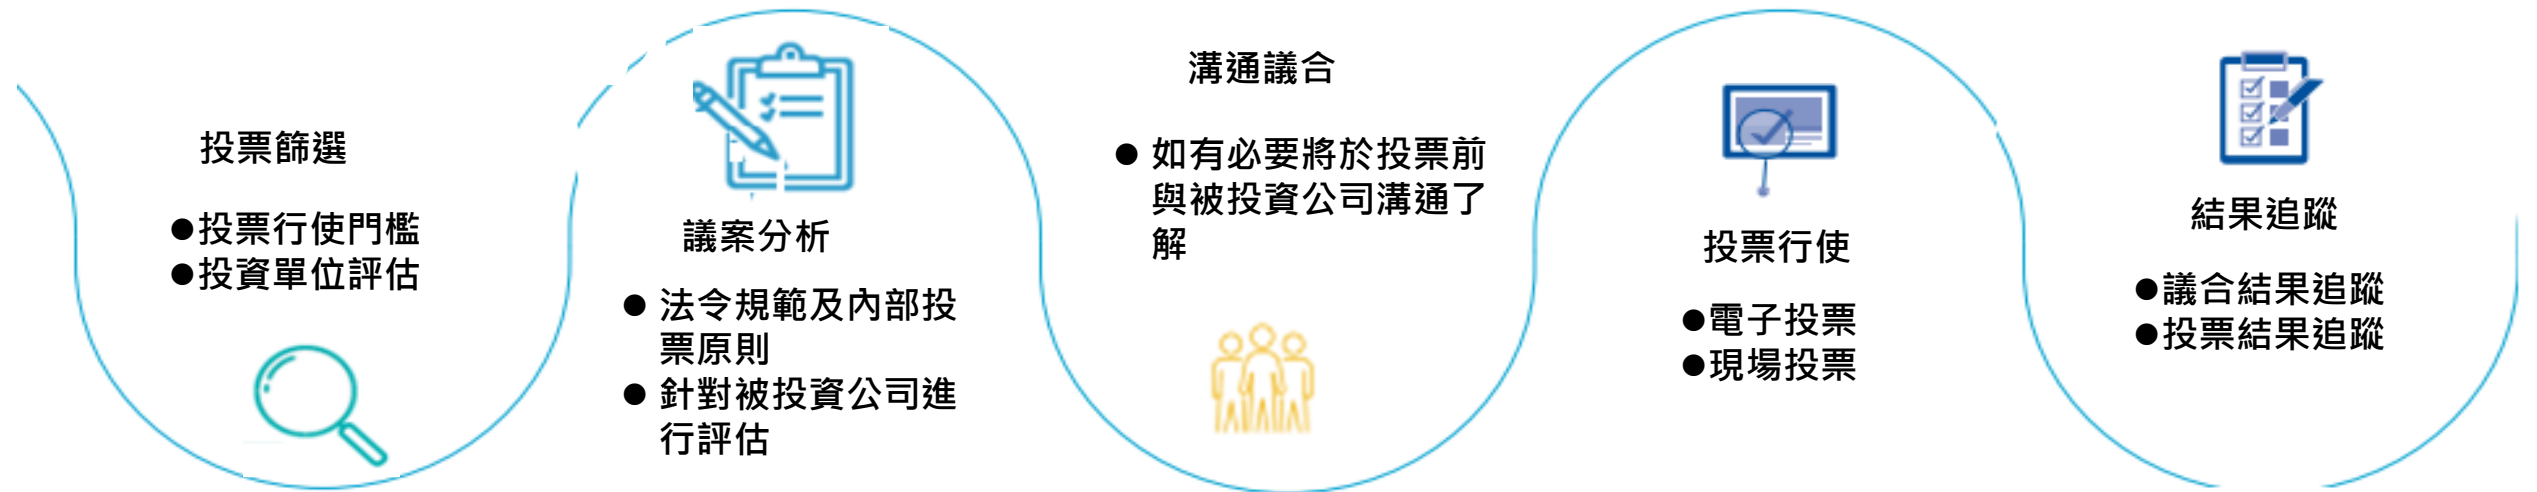 投票篩選
●投票行使門檻
●投資單位評估
議案分析
● 法令規範及內部投
票原則
● 針對被投資公司進
行評估
溝通議合
● 如有必要將於投票前
與被投資公司溝通了
解
投票行使
●電子投票
●現場投票
結果追蹤
●議合結果追蹤
●投票結果追蹤